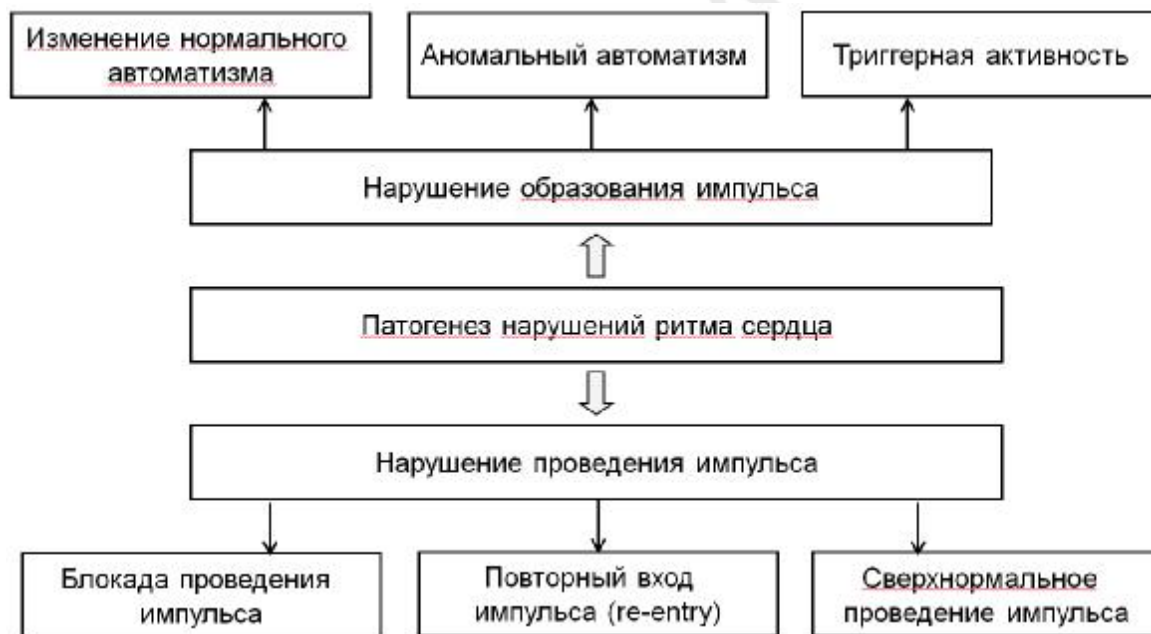 Изменение нормального
автоматизма
Аномальный автоматизм
Триггерная активность
Нарушение образования импульса
Патогенез нарушений ритма сердца
Нарушение проведения импульса
Блокада проведения
импульса
Повторный вход
импульса (re-entry)
Сверхнормальное
проведение импульса